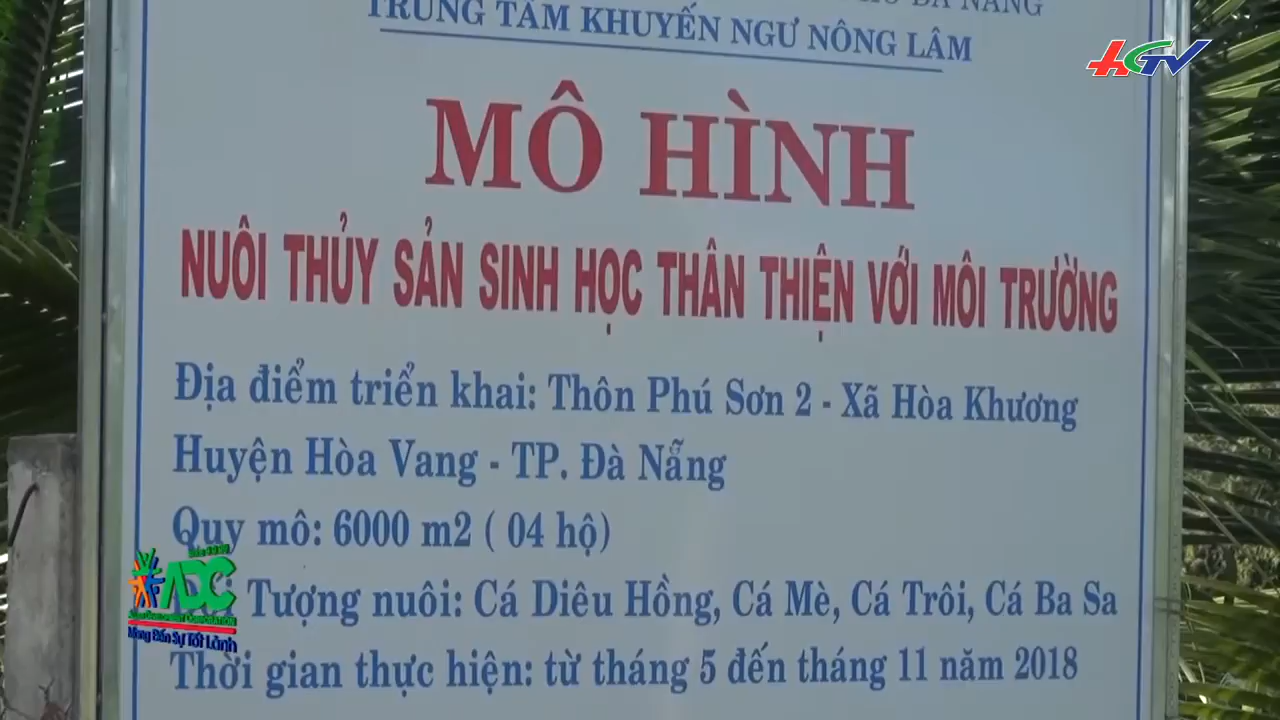 ĐÀ NẴNG
TRUNG TÂM KHUYẾN NGƯ NÔNG LÂM
HGTV
MÔ HÌNH
NUÔI THỦY SẢN SINH HỌC THÂN THIỆN VỚI MÔI TRƯỜNG
Địa điểm triển khai: Thôn Phú Sơn 2 - Xã Hòa Khương
Huyện Hòa Vang - TP. Đà Nẵng
Quy mô: 6000 m2 ( 04 hộ)
ADC
Mang Đến Sự Tốt Lành
Tượng nuôi: Cá Diêu Hồng, Cá Mè, Cá Trôi, Cá Ba Sa
Thời gian thực hiện: từ tháng 5 đến tháng 11 năm 2018